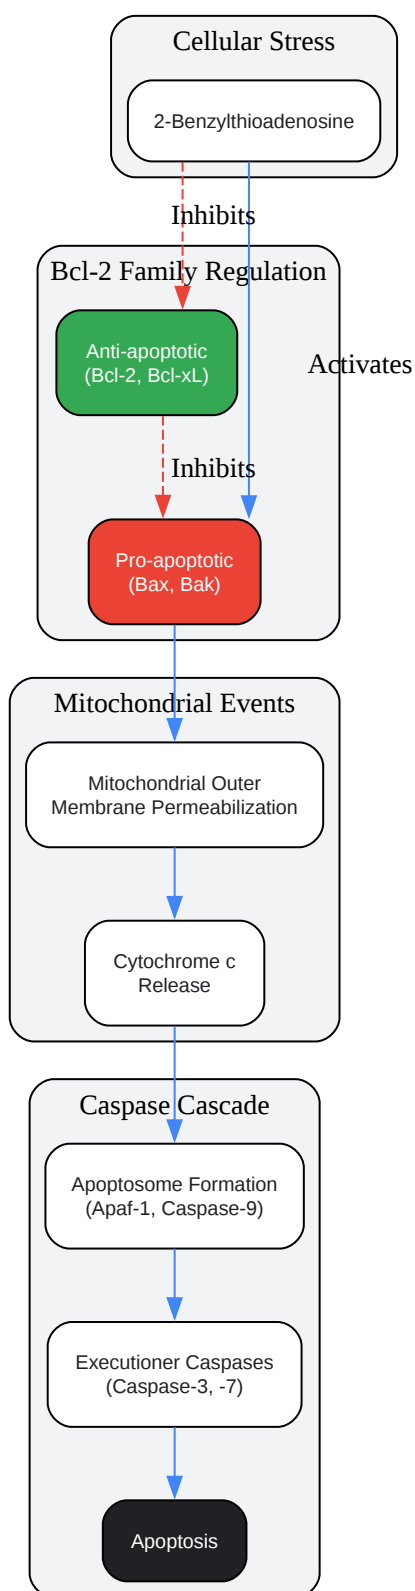 Cellular Stress
2-Benzylthioadenosine
Inhibits
Bcl-2 Family Regulation
Anti-apoptotic
(Bcl-2, Bcl-xL)
Activates
Inhibits
Pro-apoptotic
(Bax, Bak)
Mitochondrial Events
Mitochondrial Outer
Membrane Permeabilization
Cytochrome c
Release
Caspase Cascade
Apoptosome Formation
(Apaf-1, Caspase-9)
Executioner Caspases
(Caspase-3, -7)
Apoptosis